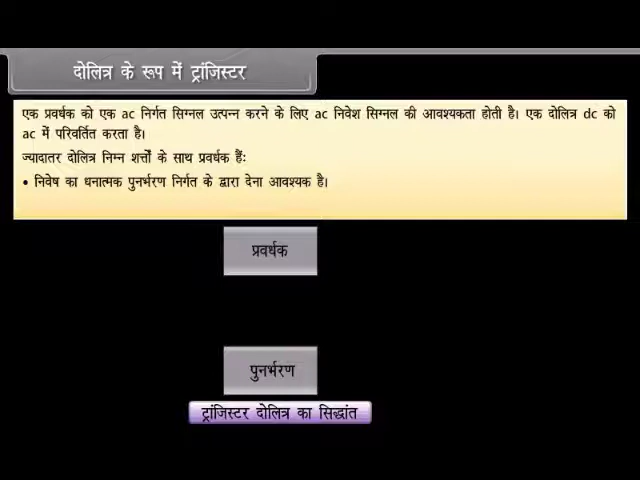 दोलित्र के रूप में ट्रांजिस्टर
एक प्रवर्धक को एक ac निर्गत सिग्नल उत्पन्न करने के लिए ac निवेश सिग्नल की आवश्यकता होती है। एक दोलित्र dc को
ac में परिवर्तित करता है।
ज्यादातर दोलित्र निम्न शर्त्तों के साथ प्रवर्धक हैं:
• निवेष का धनात्मक पुनर्भरण निर्गत के द्वारा देना आवश्यक है।
प्रवर्धक
पुनर्भरण
ट्रांजिस्टर दोलित्र का सिद्धांत